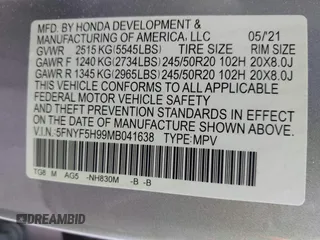 MFD. BY HONDA DEVELOPMENT &
MANUFACTURING OF AMERICA, LLC 05/'21
GVWR 2515 KG(5545LBS) TIRE SIZE RIM SIZE
GAWR F 1240 KG(2734LBS)245/50R20 102H 20X8.0J
GAWR R 1345 KG(2965LBS)245/50R20 102H 20X8.0J
THIS VEHICLE CONFORMS TO ALL APPLICABLE
FEDERAL MOTOR VEHICLE SAFETY STANDARDS IN EFFECT
ON THE DATE OF MANUFACTURE SHOWN ABOVE.
V.I.N.:5FNYF5H99MB041638 TYPE:MPV
TG8 M AG5 -NH830M -B -B
DREAMBID